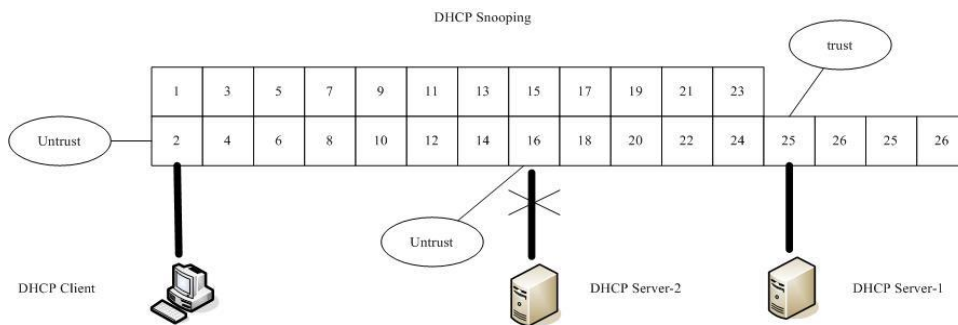 DHCP Snooping
trust
1 3 5 7 9 11 13 15 17 19 21 23
Untrust
2 4 6 8 10 12 14 16 18 20 22 24 25 26 25 26
Untrust
DHCP Client
DHCP Server-2
DHCP Server-1